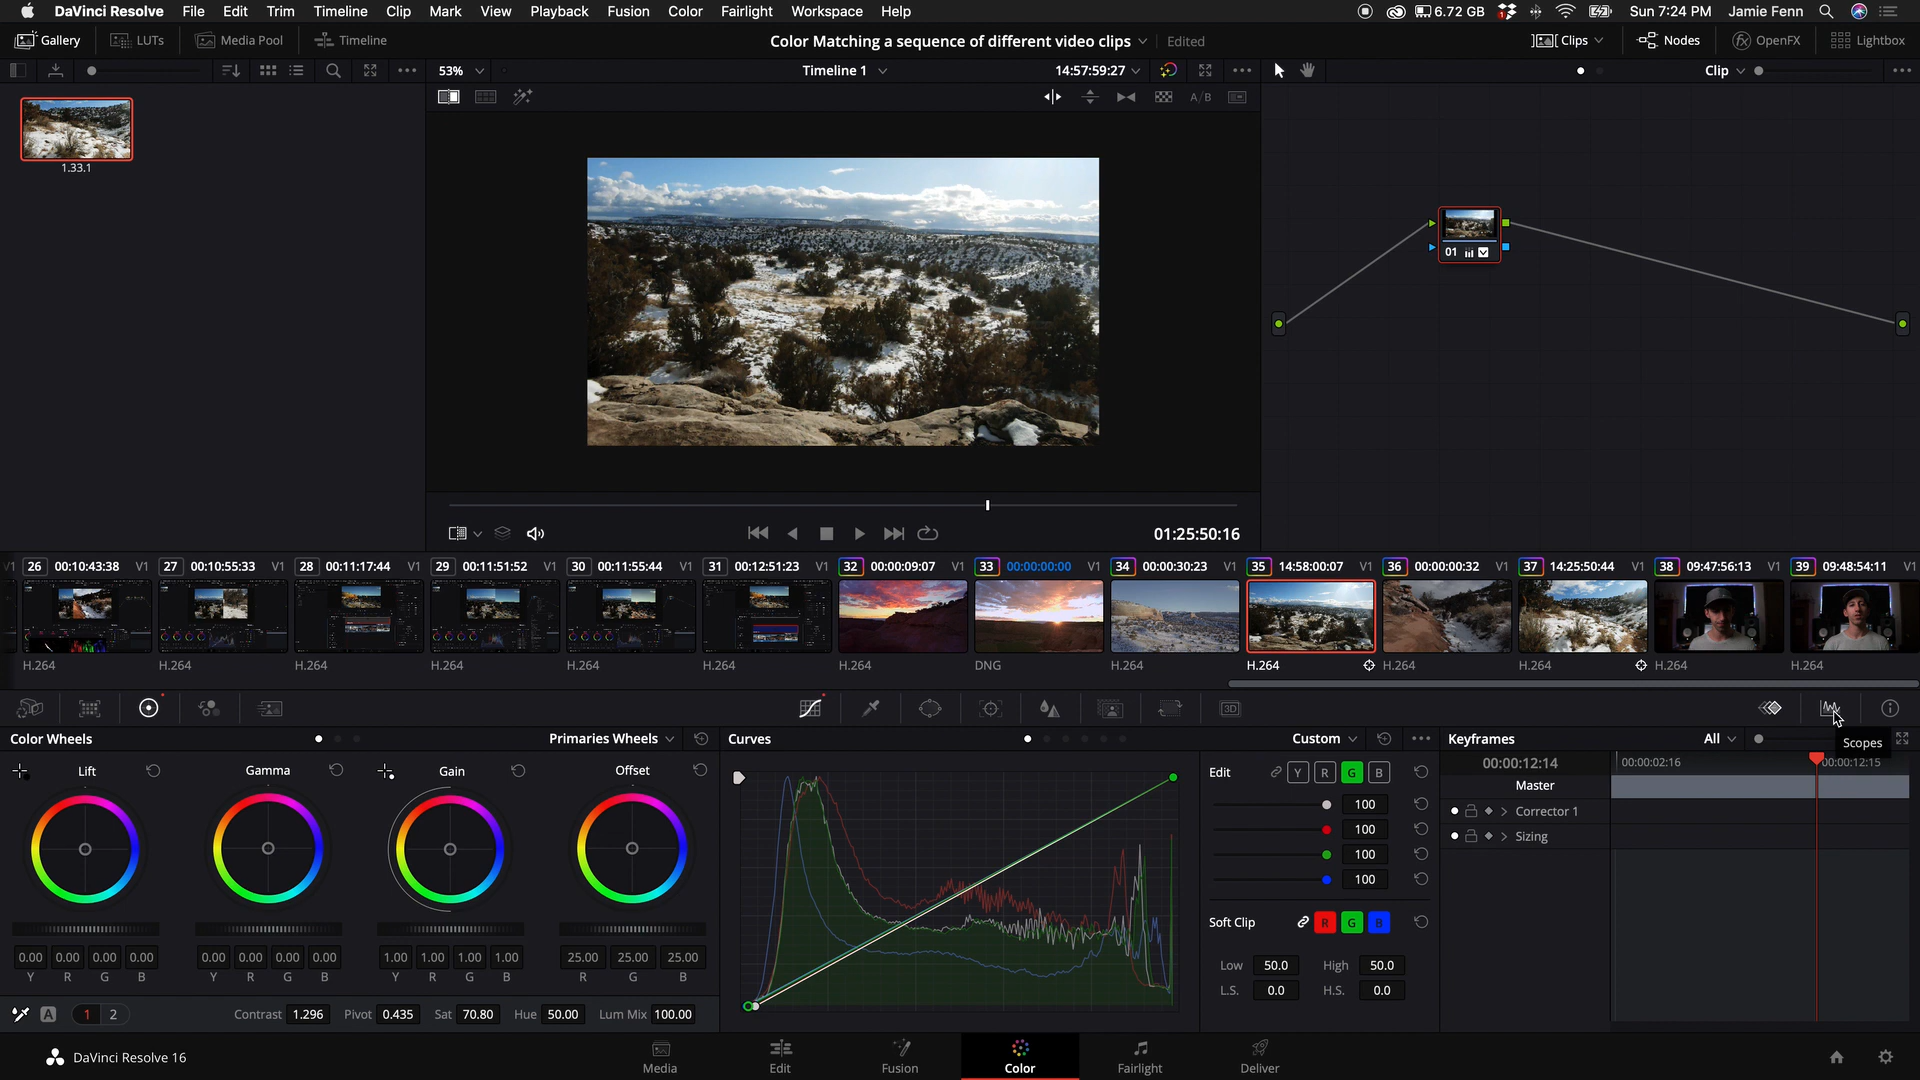 DaVinci Resolve File Edit Trim Timeline Clip Mark View Playback Fusion Color Fairlight Workspace Help 6.72 GB Sun 7:24 PM Jamie Fenn
Gallery LUTs Media Pool Timeline Color Matching a sequence of different video clips Edited Clips Nodes OpenFX Lightbox
53% Timeline 1 14:57:59:27 Clip
A/B
1.33.1
01
01:25:50:16
V1 26 00:10:43:38 V1 27 00:10:55:33 V1 28 00:11:17:44 V1 29 00:11:51:52 V1 30 00:11:55:44 V1 31 00:12:51:23 V1 32 00:00:09:07 V1 33 00:00:00:00 V1 34 00:00:30:23 V1 35 14:58:00:07 V1 36 00:00:00:32 V1 37 14:25:50:44 V1 38 09:47:56:13 V1 39 09:48:54:11 V1
H.264 H.264 H.264 H.264 H.264 H.264 H.264 DNG H.264 H.264 H.264 H.264 H.264 H.264
3D
Color Wheels Primaries Wheels Curves Custom Keyframes All Scopes
Lift Gamma Gain Offset
Edit Y R G B
100
100
100
100
Soft Clip R G B
Low 50.0 High 50.0
L.S. 0.0 H.S. 0.0
00:00:12:14 00:00:02:16 00:00:12:15
Master
Corrector 1
Sizing
0.00 0.00 0.00 0.00 0.00 0.00 0.00 0.00 1.00 1.00 1.00 1.00 25.00 25.00 25.00
Y R G B Y R G B Y R G B R G B
A 1 2 Contrast 1.296 Pivot 0.435 Sat 70.80 Hue 50.00 Lum Mix 100.00
DaVinci Resolve 16 Media Edit Fusion Color Fairlight Deliver